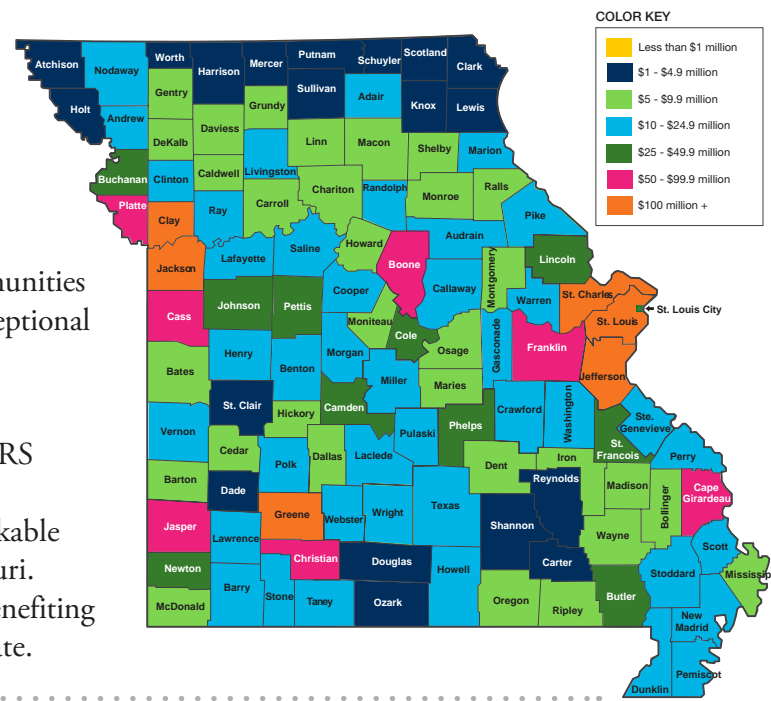 COLOR KEY
Less than $1 million
$1 - $4.9 million
$5 - $9.9 million
$10 - $24.9 million
$25 - $49.9 million
$50 - $99.9 million
$100 million +
munities
eptional
RS
kable
uri.
enefiting
ate.
Atchison
Nodaway
Worth
Harrison
Mercer
Putnam
Schuyler
Scotland
Clark
Gentry
Sullivan
Adair
Knox
Lewis
Holt
Andrew
Grundy
DeKalb
Daviess
Linn
Macon
Shelby
Marion
Buchanan
Clinton
Caldwell
Livingston
Chariton
Randolph
Monroe
Ralls
Platte
Clay
Ray
Carroll
Pike
Jackson
Lafayette
Saline
Howard
Boone
Audrain
Montgomery
Lincoln
Cooper
Callaway
Warren
St. Charles
St. Louis
St. Louis City
Cass
Johnson
Pettis
Moniteau
Cole
Osage
Gasconade
Franklin
Jefferson
Bates
Henry
Benton
Morgan
Miller
Maries
St. Clair
Hickory
Camden
Phelps
Crawford
Washington
St.
Francois
Ste.
Genevieve
Perry
Vernon
Cedar
Polk
Dallas
Laclede
Pulaski
Dent
Iron
Reynolds
Madison
Bollinger
Cape
Girardeau
Barton
Dade
Greene
Webster
Wright
Texas
Shannon
Wayne
Scott
Jasper
Lawrence
Christian
Douglas
Howell
Carter
Stoddard
Mississip
Newton
McDonald
Barry
Stone
Taney
Ozark
Oregon
Ripley
Butler
New
Madrid
Pemiscot
Dunklin